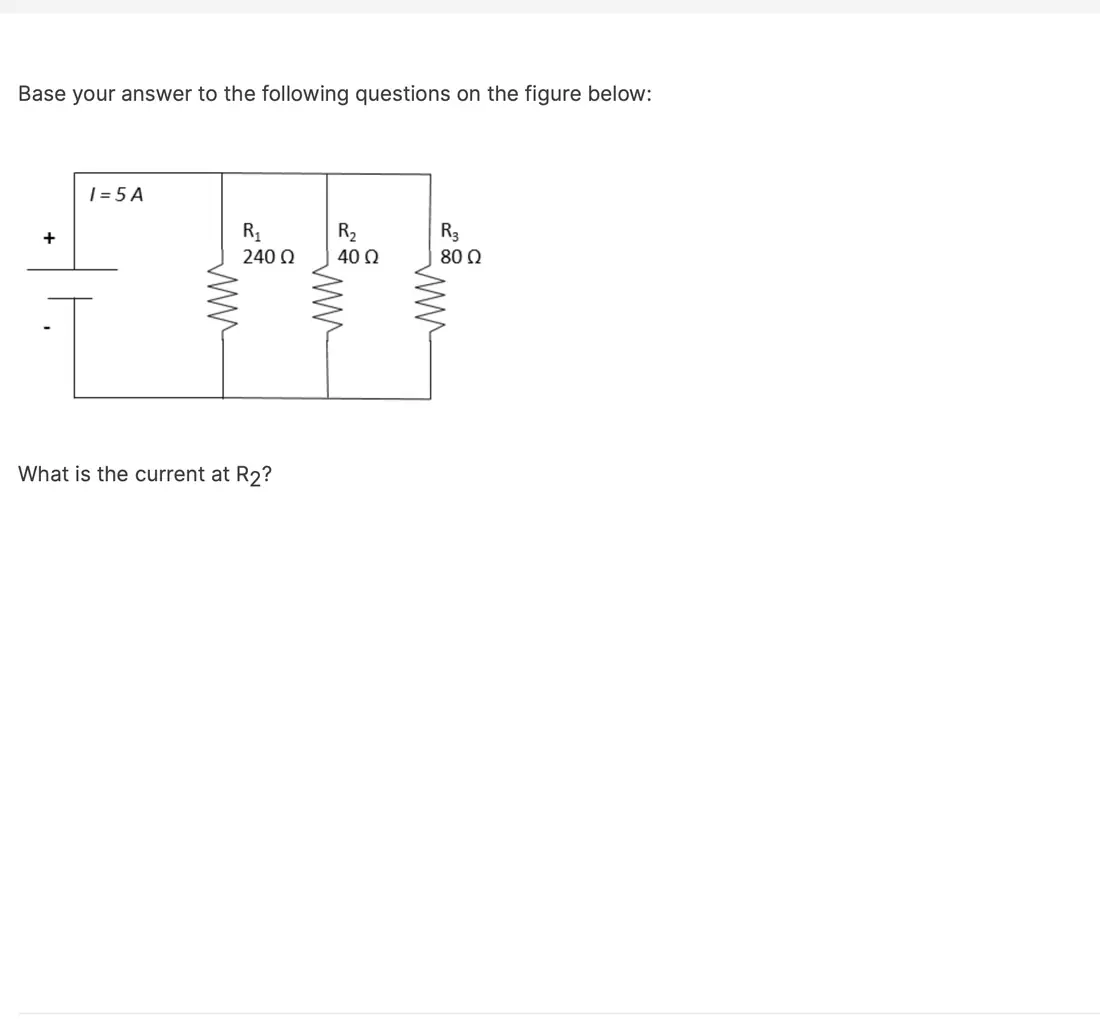 Base your answer to the following questions on the figure below:
I = 5 A
+
R₁
240 Ω
R₂
40 Ω
R₃
80 Ω
-
What is the current at R₂?